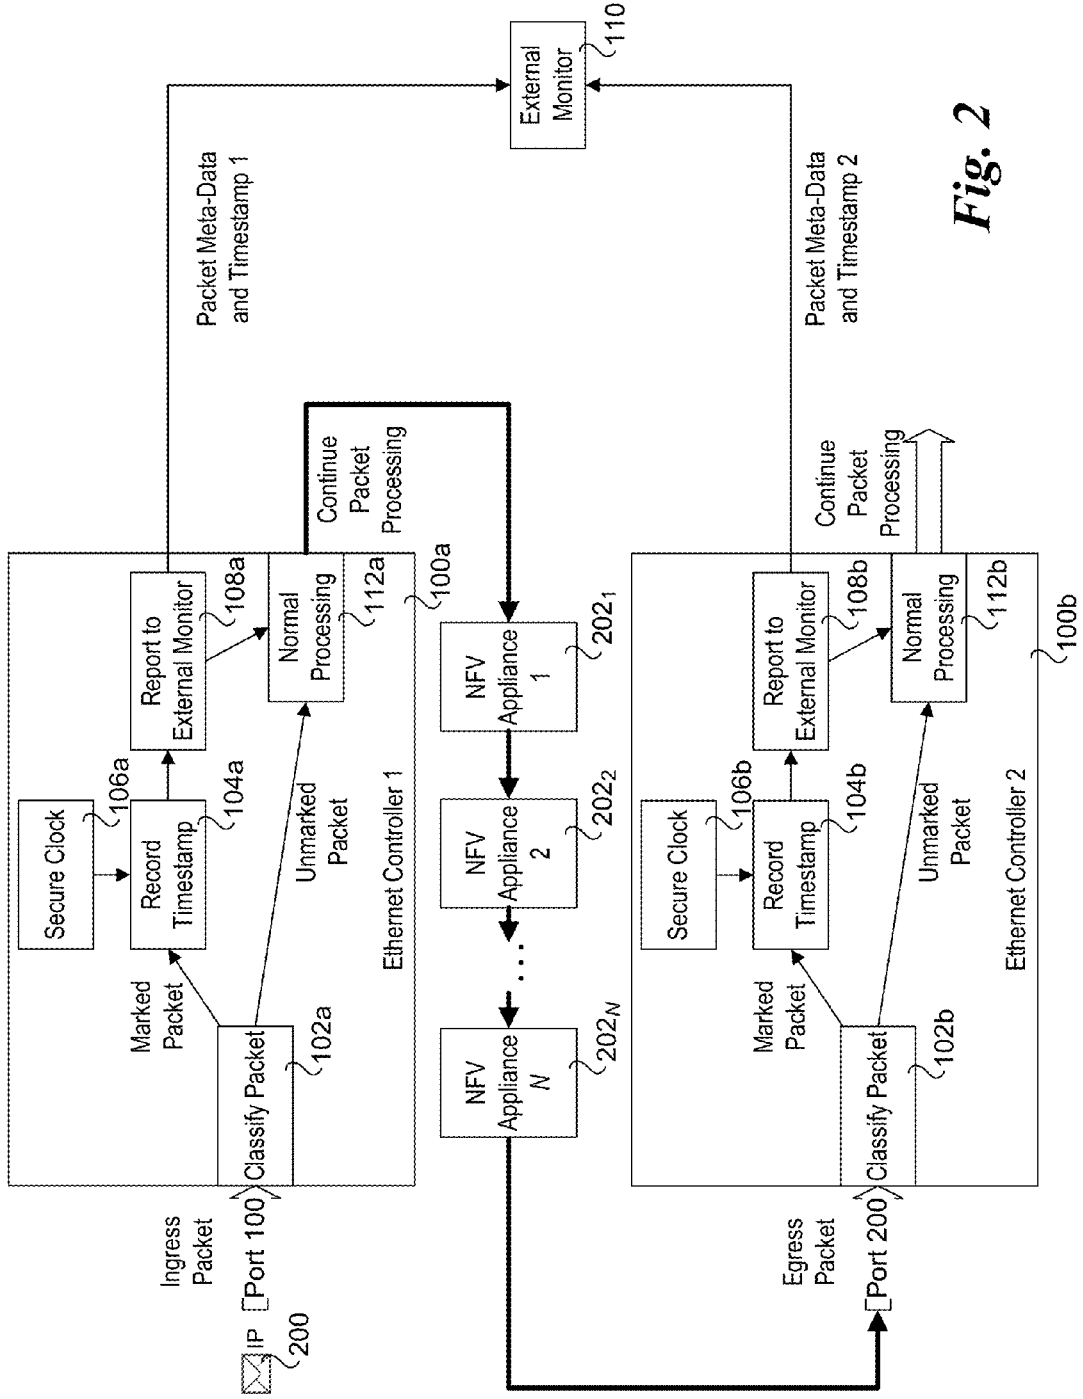 IP
200
Port 100
Ingress
Packet
Classify Packet
102a
Marked
Packet
Unmarked
Packet
Secure Clock
106a
Record
Timestamp
104a
Report to
External Monitor
108a
Normal
Processing
112a
Ethernet Controller 1
100a
Packet Meta-Data
and Timestamp 1
Continue
Packet
Processing
External
Monitor
110
NFV
Appliance
1
202₁
NFV
Appliance
2
202₂
...
NFV
Appliance
N
202N
Port 200
Egress
Packet
Classify Packet
102b
Marked
Packet
Unmarked
Packet
Secure Clock
106b
Record
Timestamp
104b
Report to
External Monitor
108b
Normal
Processing
112b
Ethernet Controller 2
100b
Packet Meta-Data
and Timestamp 2
Continue
Packet
Processing
Fig. 2